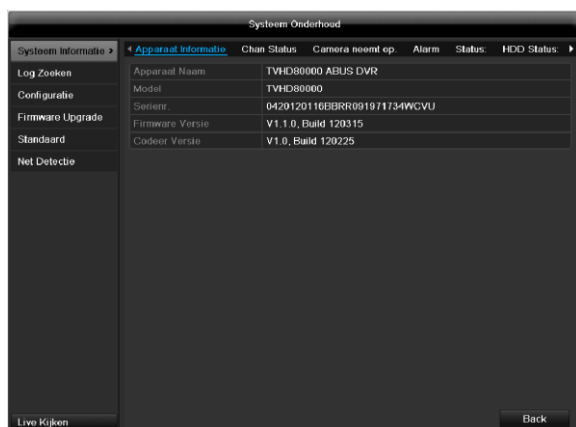 Systeem Onderhoud
Systeem Informatie >
Log Zoeken
Configuratie
Firmware Upgrade
Standaard
Net Detectie
Live Kijken
Apparaat Informatie Chan Status Camera neemt op. Alarm Status: HDD Status:
Apparaat Naam TVHD80000 ABUS DVR
Model TVHD80000
Serienr. 0420120116BBRR091971734WCVU
Firmware Versie V1.1.0, Build 120315
Codeer Versie V1.0, Build 120225
Back